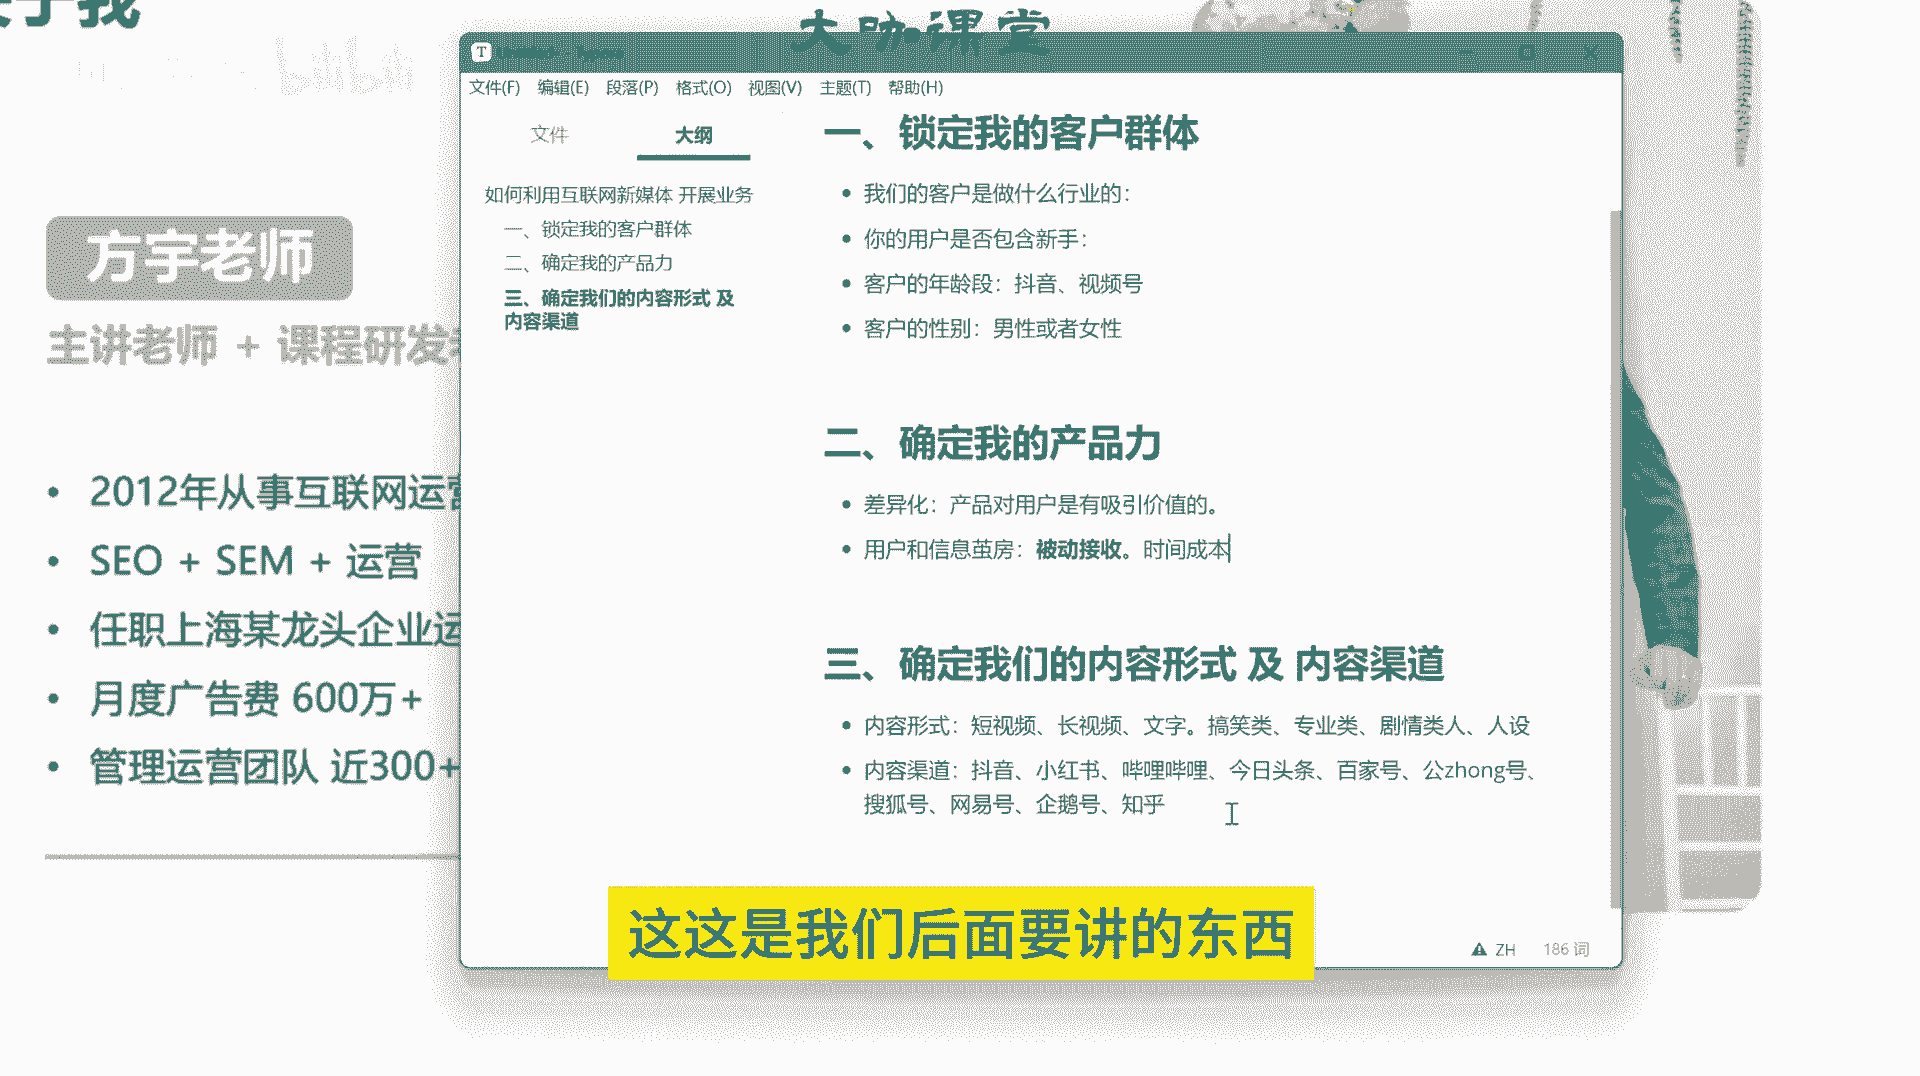 于我
大咖课堂
bilibili
方宇老师
主讲老师 + 课程研发
2012年从事互联网运营
SEO + SEM + 运营
任职上海某龙头企业运
月度广告费 600万+
管理运营团队 近300+
T
文件(F) 编辑(E) 段落(P) 格式(O) 视图(V) 主题(T) 帮助(H)
文件 大纲
如何利用互联网新媒体 开展业务
一、锁定我的客户群体
二、确定我的产品力
三、确定我们的内容形式 及
内容渠道
一、锁定我的客户群体
我们的客户是做什么行业的：
你的用户是否包含新手：
客户的年龄段：抖音、视频号
客户的性别：男性或者女性
二、确定我的产品力
差异化：产品对用户是有吸引价值的。
用户和信息茧房：被动接收。时间成本
三、确定我们的内容形式 及 内容渠道
内容形式：短视频、长视频、文字。搞笑类、专业类、剧情类人、人设
内容渠道：抖音、小红书、哔哩哔哩、今日头条、百家号、公zhong号、
搜狐号、网易号、企鹅号、知乎
ZH 186 词
这这是我们后面要讲的东西